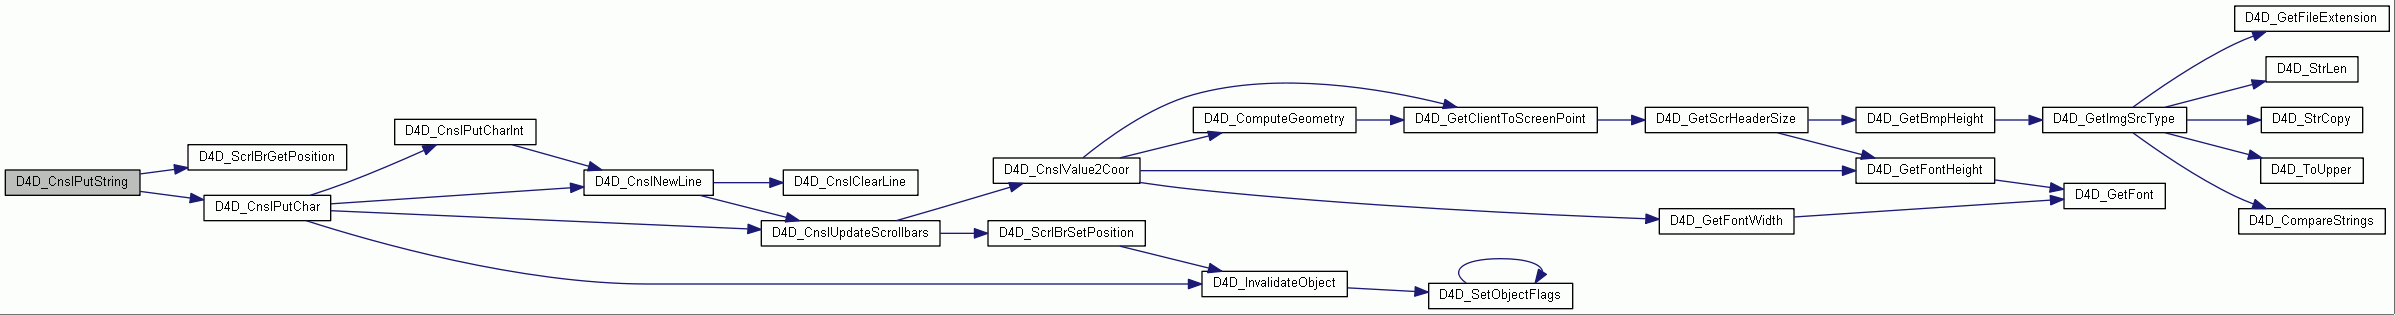 D4D_CnslPutString
D4D_ScrlBrGetPosition
D4D_CnslPutChar
D4D_CnslPutCharInt
D4D_CnslNewLine
D4D_CnslClearLine
D4D_CnslUpdateScrollbars
D4D_CnslValue2Coor
D4D_ScrlBrSetPosition
D4D_ComputeGeometry
D4D_InvalidateObject
D4D_GetClientToScreenPoint
D4D_SetObjectFlags
D4D_GetScrHeaderSize
D4D_GetFontWidth
D4D_GetBmpHeight
D4D_GetFontHeight
D4D_GetImgSrcType
D4D_GetFont
D4D_GetFileExtension
D4D_StrLen
D4D_StrCopy
D4D_ToUpper
D4D_CompareStrings